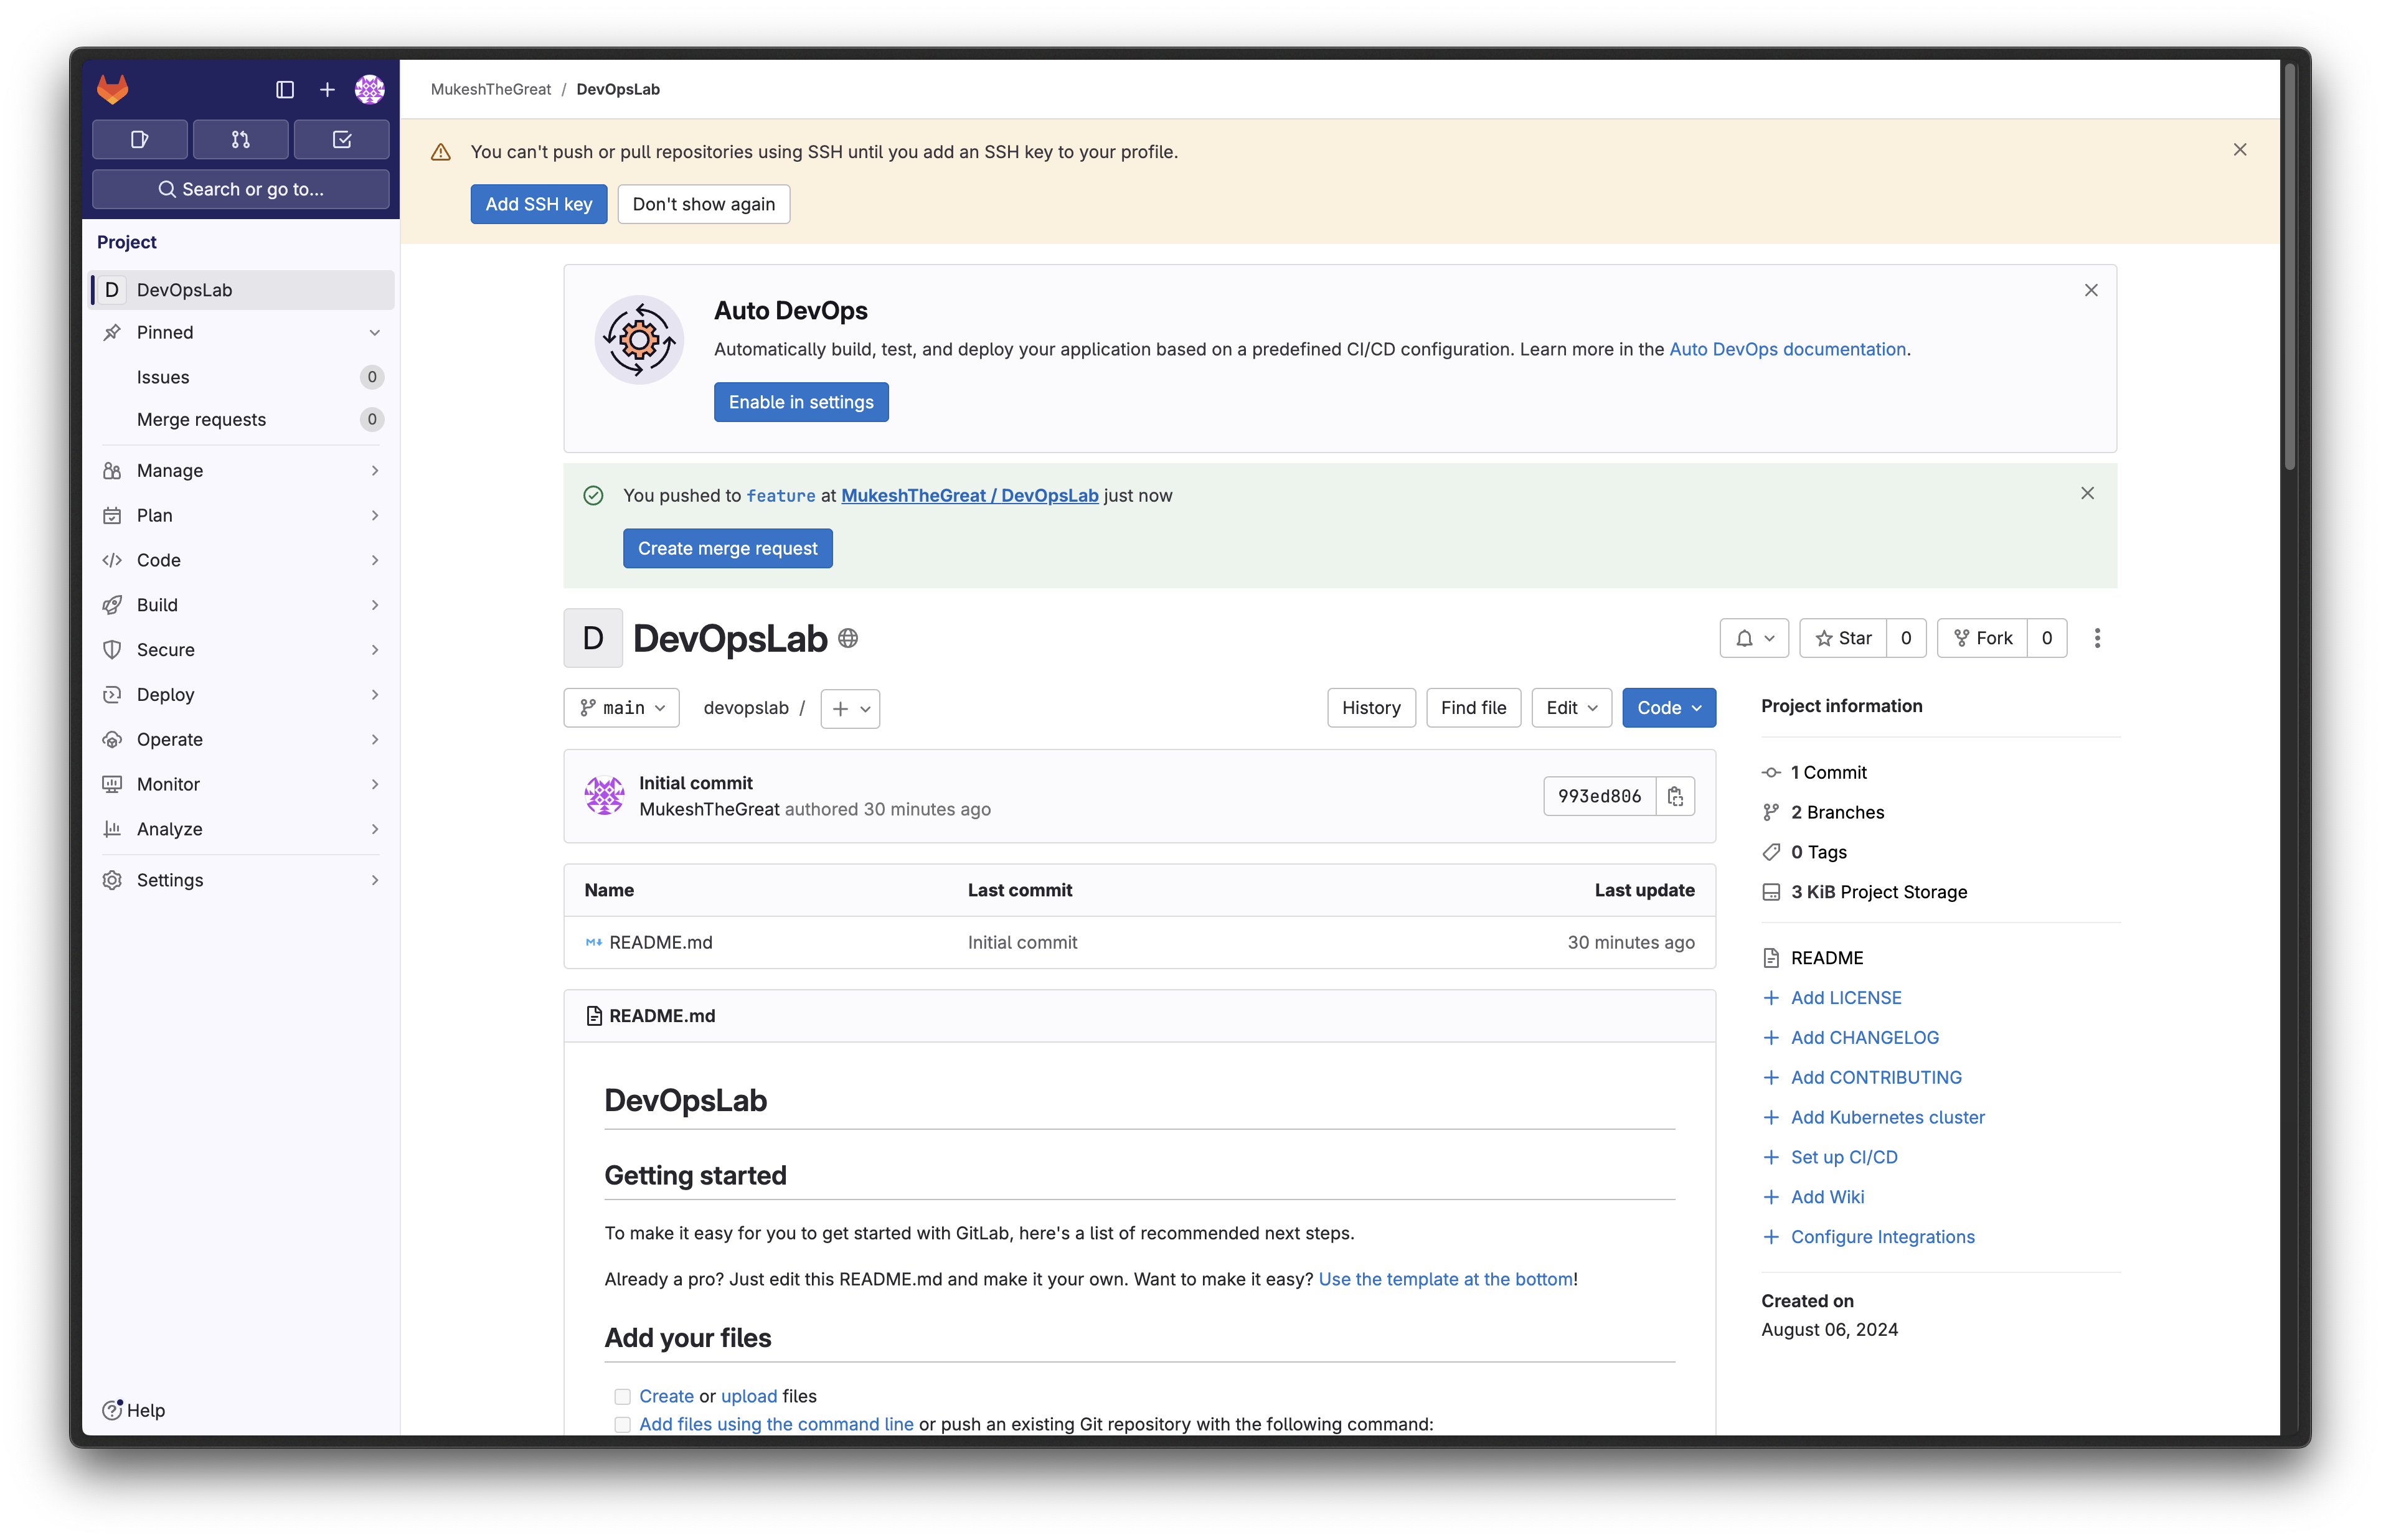 MukeshTheGreat / DevOpsLab
Search or go to...
You can't push or pull repositories using SSH until you add an SSH key to your profile.
Add SSH key
Don't show again
Project
D DevOpsLab
Pinned
Issues 0
Merge requests 0
Manage
Plan
Code
Build
Secure
Deploy
Operate
Monitor
Analyze
Settings
Help
Auto DevOps
Automatically build, test, and deploy your application based on a predefined CI/CD configuration. Learn more in the Auto DevOps documentation.
Enable in settings
You pushed to feature at MukeshTheGreat / DevOpsLab just now
Create merge request
D DevOpsLab
Star 0
Fork 0
main
devopslab /
History
Find file
Edit
Code
Initial commit
MukeshTheGreat authored 30 minutes ago
993ed806
Name Last commit Last update
README.md Initial commit 30 minutes ago
README.md
DevOpsLab
Getting started
To make it easy for you to get started with GitLab, here's a list of recommended next steps.
Already a pro? Just edit this README.md and make it your own. Want to make it easy? Use the template at the bottom!
Add your files
Create or upload files
Add files using the command line or push an existing Git repository with the following command:
Project information
1 Commit
2 Branches
0 Tags
3 KiB Project Storage
README
Add LICENSE
Add CHANGELOG
Add CONTRIBUTING
Add Kubernetes cluster
Set up CI/CD
Add Wiki
Configure Integrations
Created on
August 06, 2024